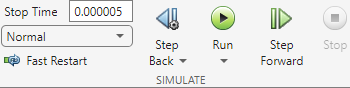 Stop Time 0.000005
Normal
Fast Restart
Step Back
Run
Step Forward
Stop
SIMULATE